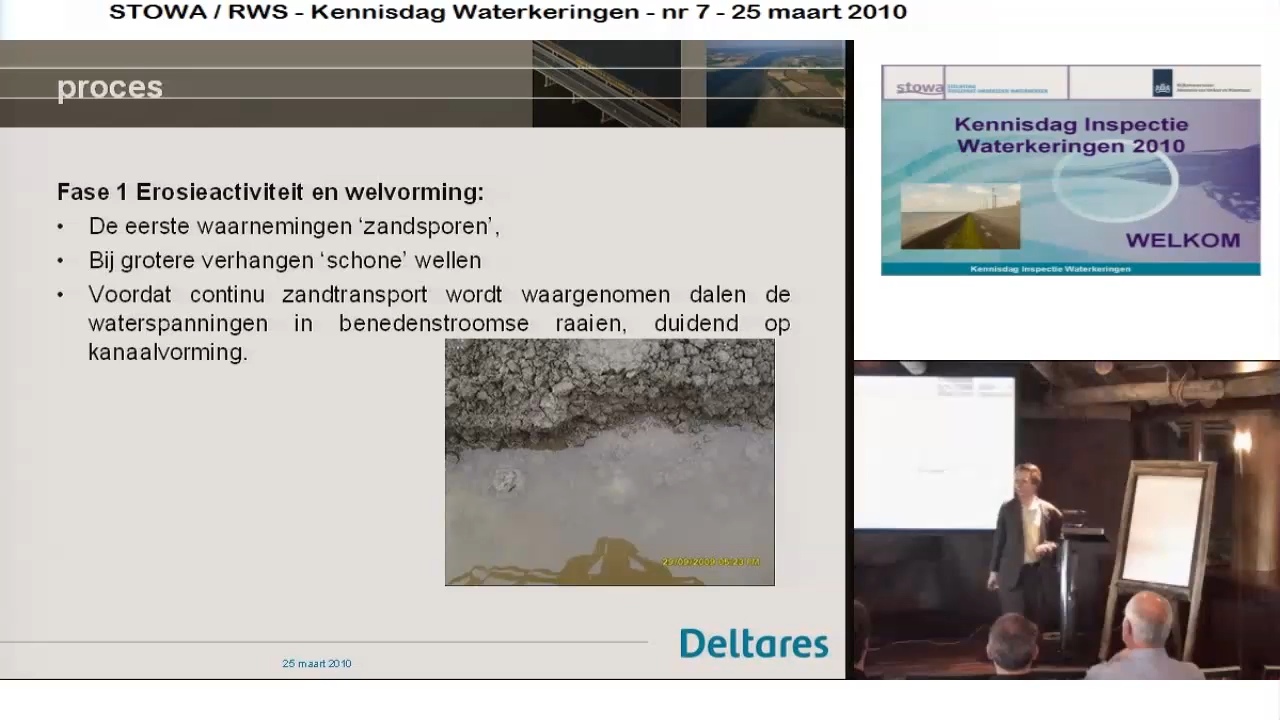 STOWA / RWS - Kennisdag Waterkeringen - nr 7 - 25 maart 2010
proces
Fase 1 Erosieactiviteit en welvorming:
• De eerste waarnemingen ‘zandsporen’,
• Bij grotere verhangen ‘schone’ wellen
• Voordat continu zandtransport wordt waargenomen dalen de
waterspanningen in benedenstroomse raaien, duidend op
kanaalvorming.
Deltares
25 maart 2010
stowa
Kennisdag Inspectie
Waterkeringen 2010
WELKOM
Kennisdag Inspectie Waterkeringen